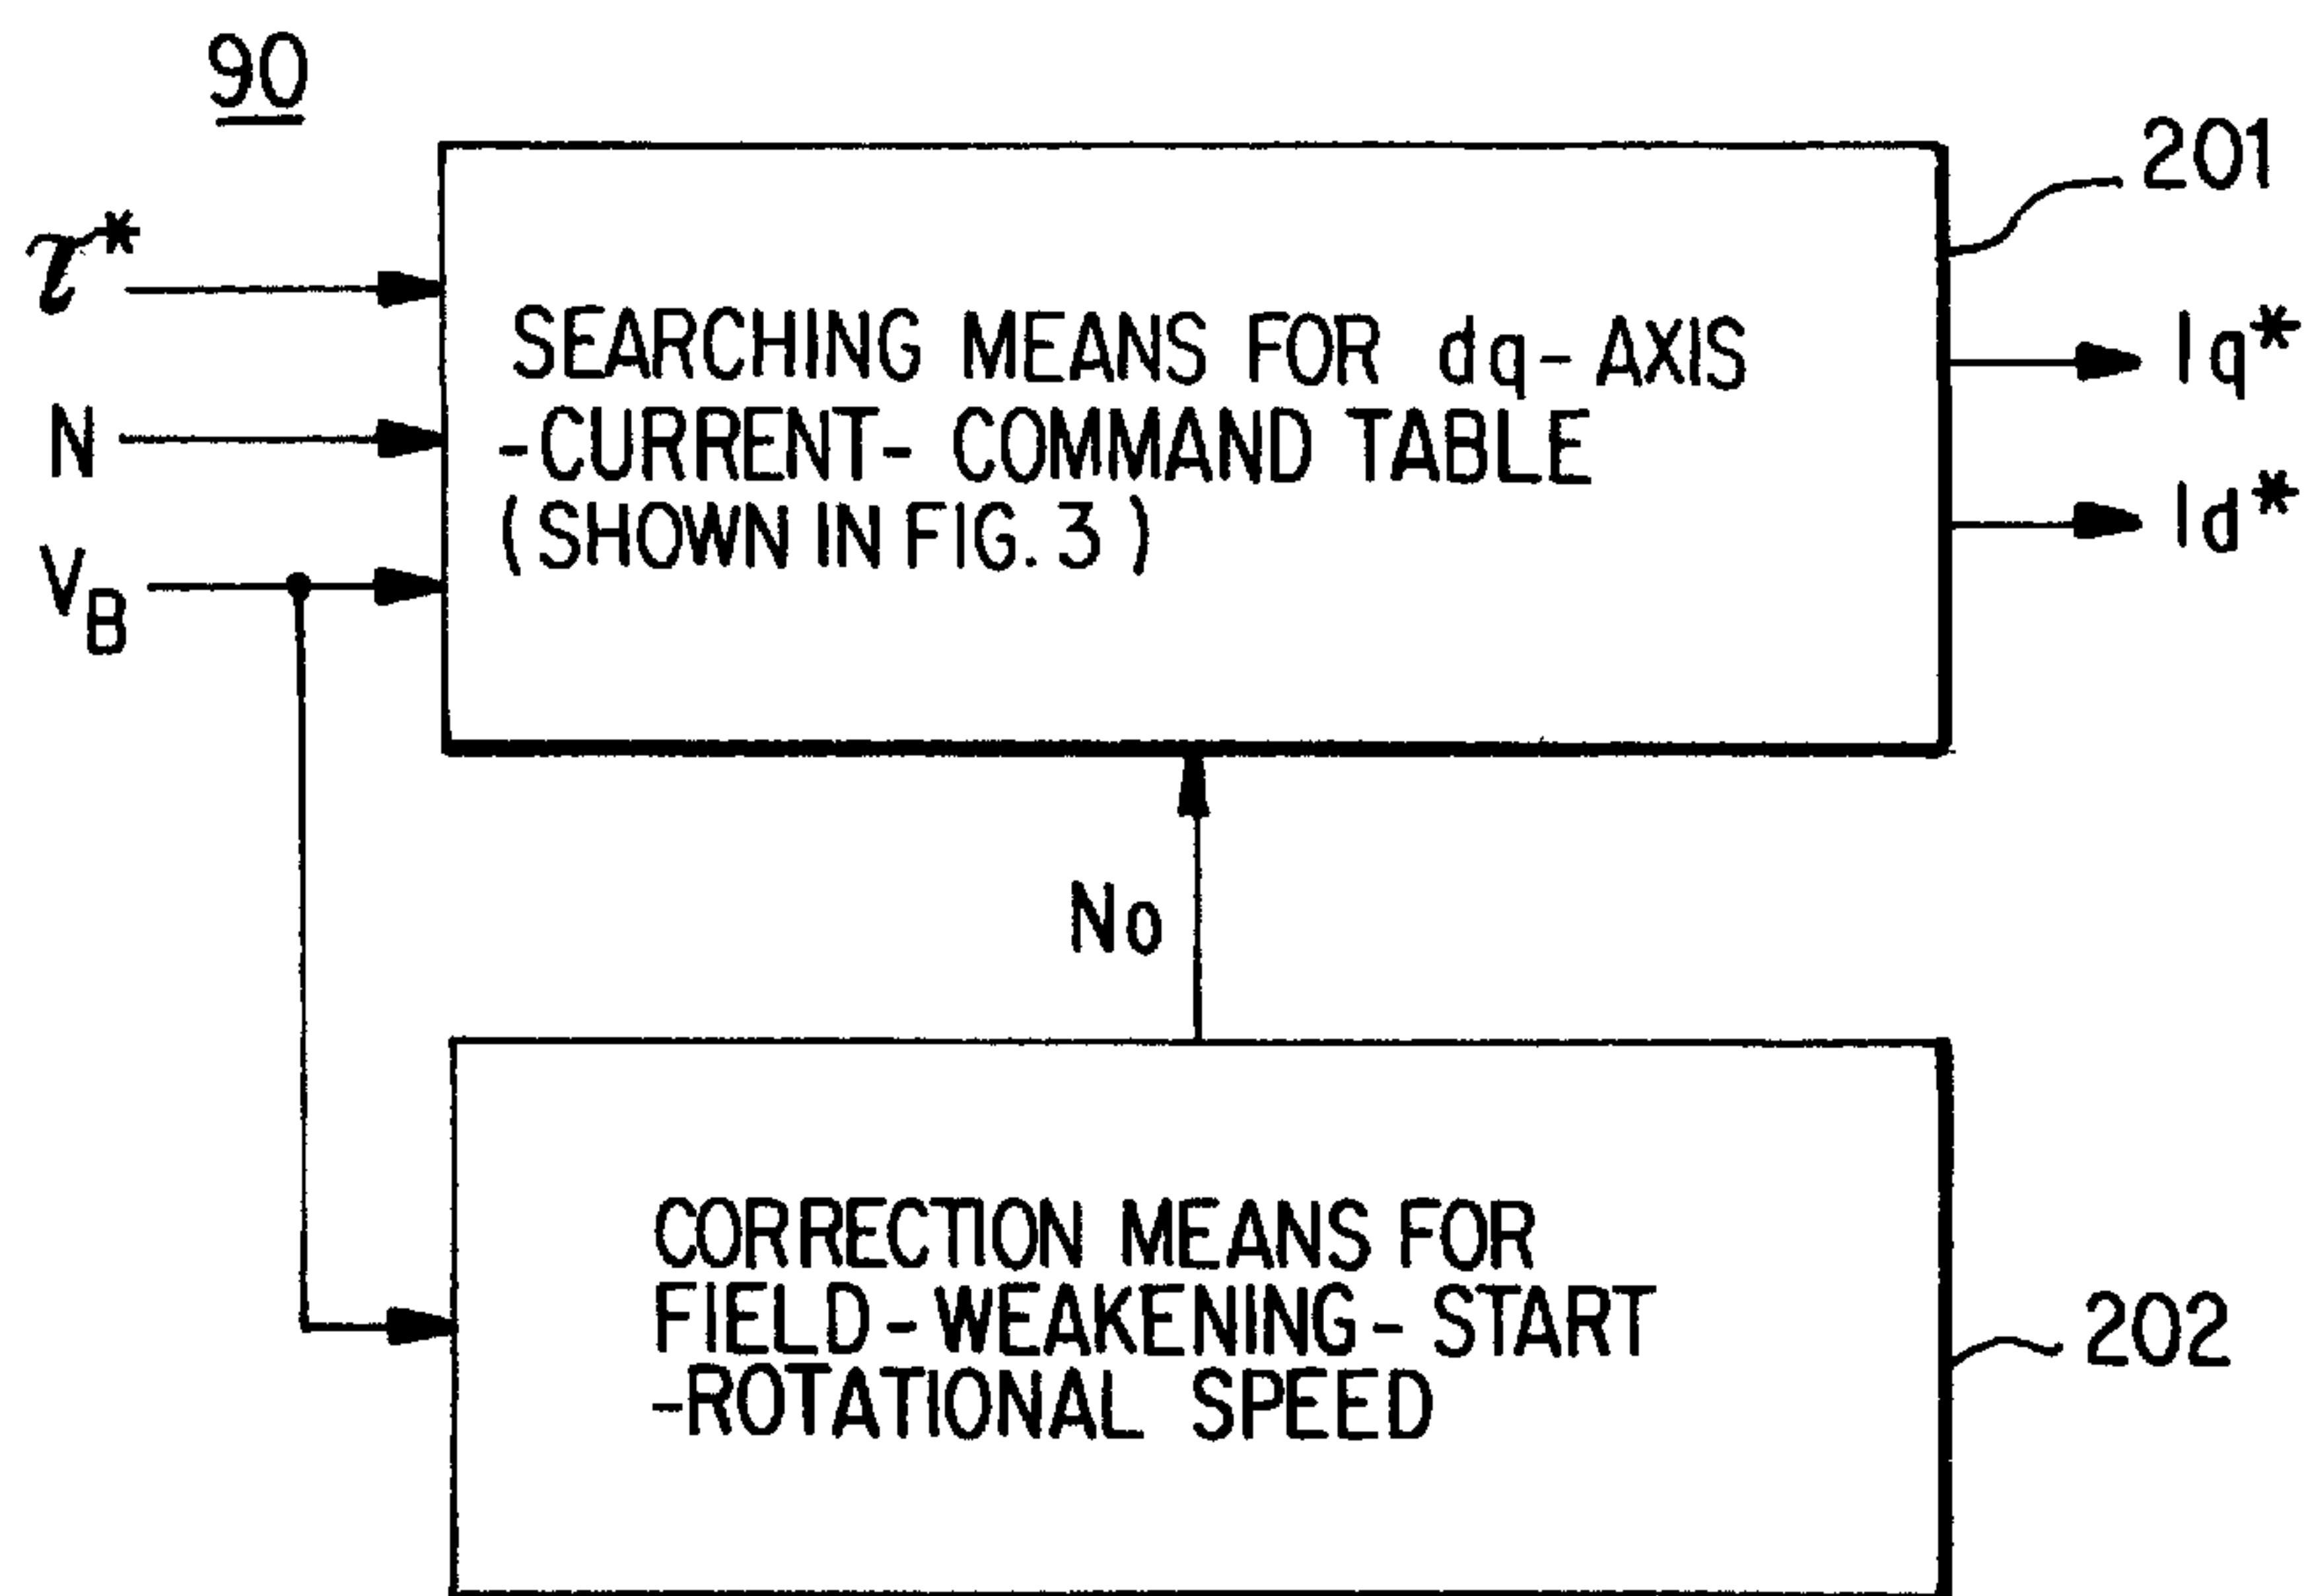 90
201
τ*
N
VB
SEARCHING MEANS FOR dq-AXIS
-CURRENT- COMMAND TABLE
(SHOWN IN FIG. 3)
Iq*
Id*
No
CORRECTION MEANS FOR
FIELD-WEAKENING-START
-ROTATIONAL SPEED
202